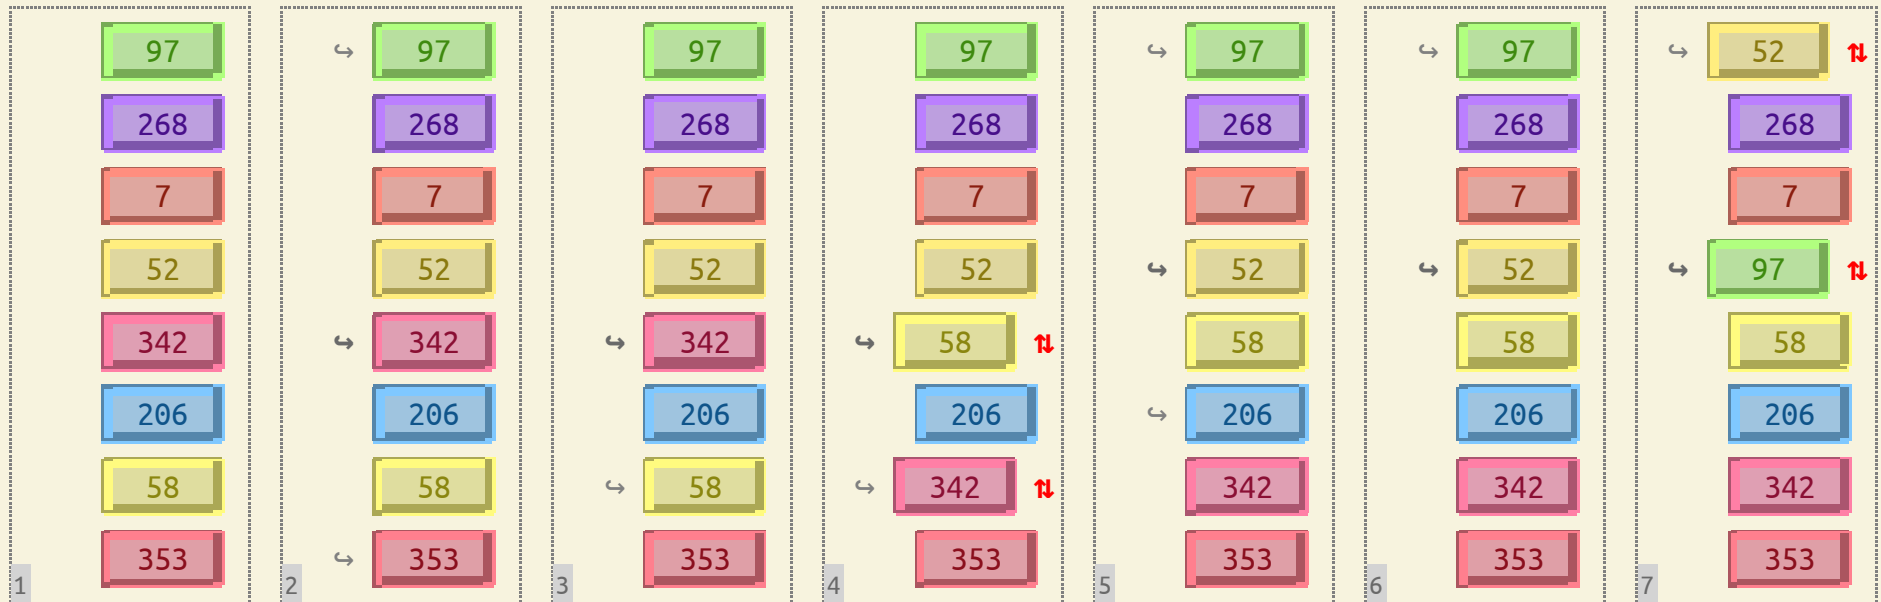 97 ↪ 97 97 97 ↪ 97 ↪ 97 ↪ 52 ⇅
268 268 268 268 268 268 268
7 7 7 7 7 7 7
52 52 52 52 ↪ 52 ↪ 52 ↪ 97 ⇅
342 ↪ 342 ↪ 342 ↪ 58 ⇅ 58 58 58
206 206 206 206 ↪ 206 206 206
58 58 ↪ 58 ↪ 342 ⇅ 342 342 342
353 ↪ 353 353 353 353 353 353
1 2 3 4 5 6 7